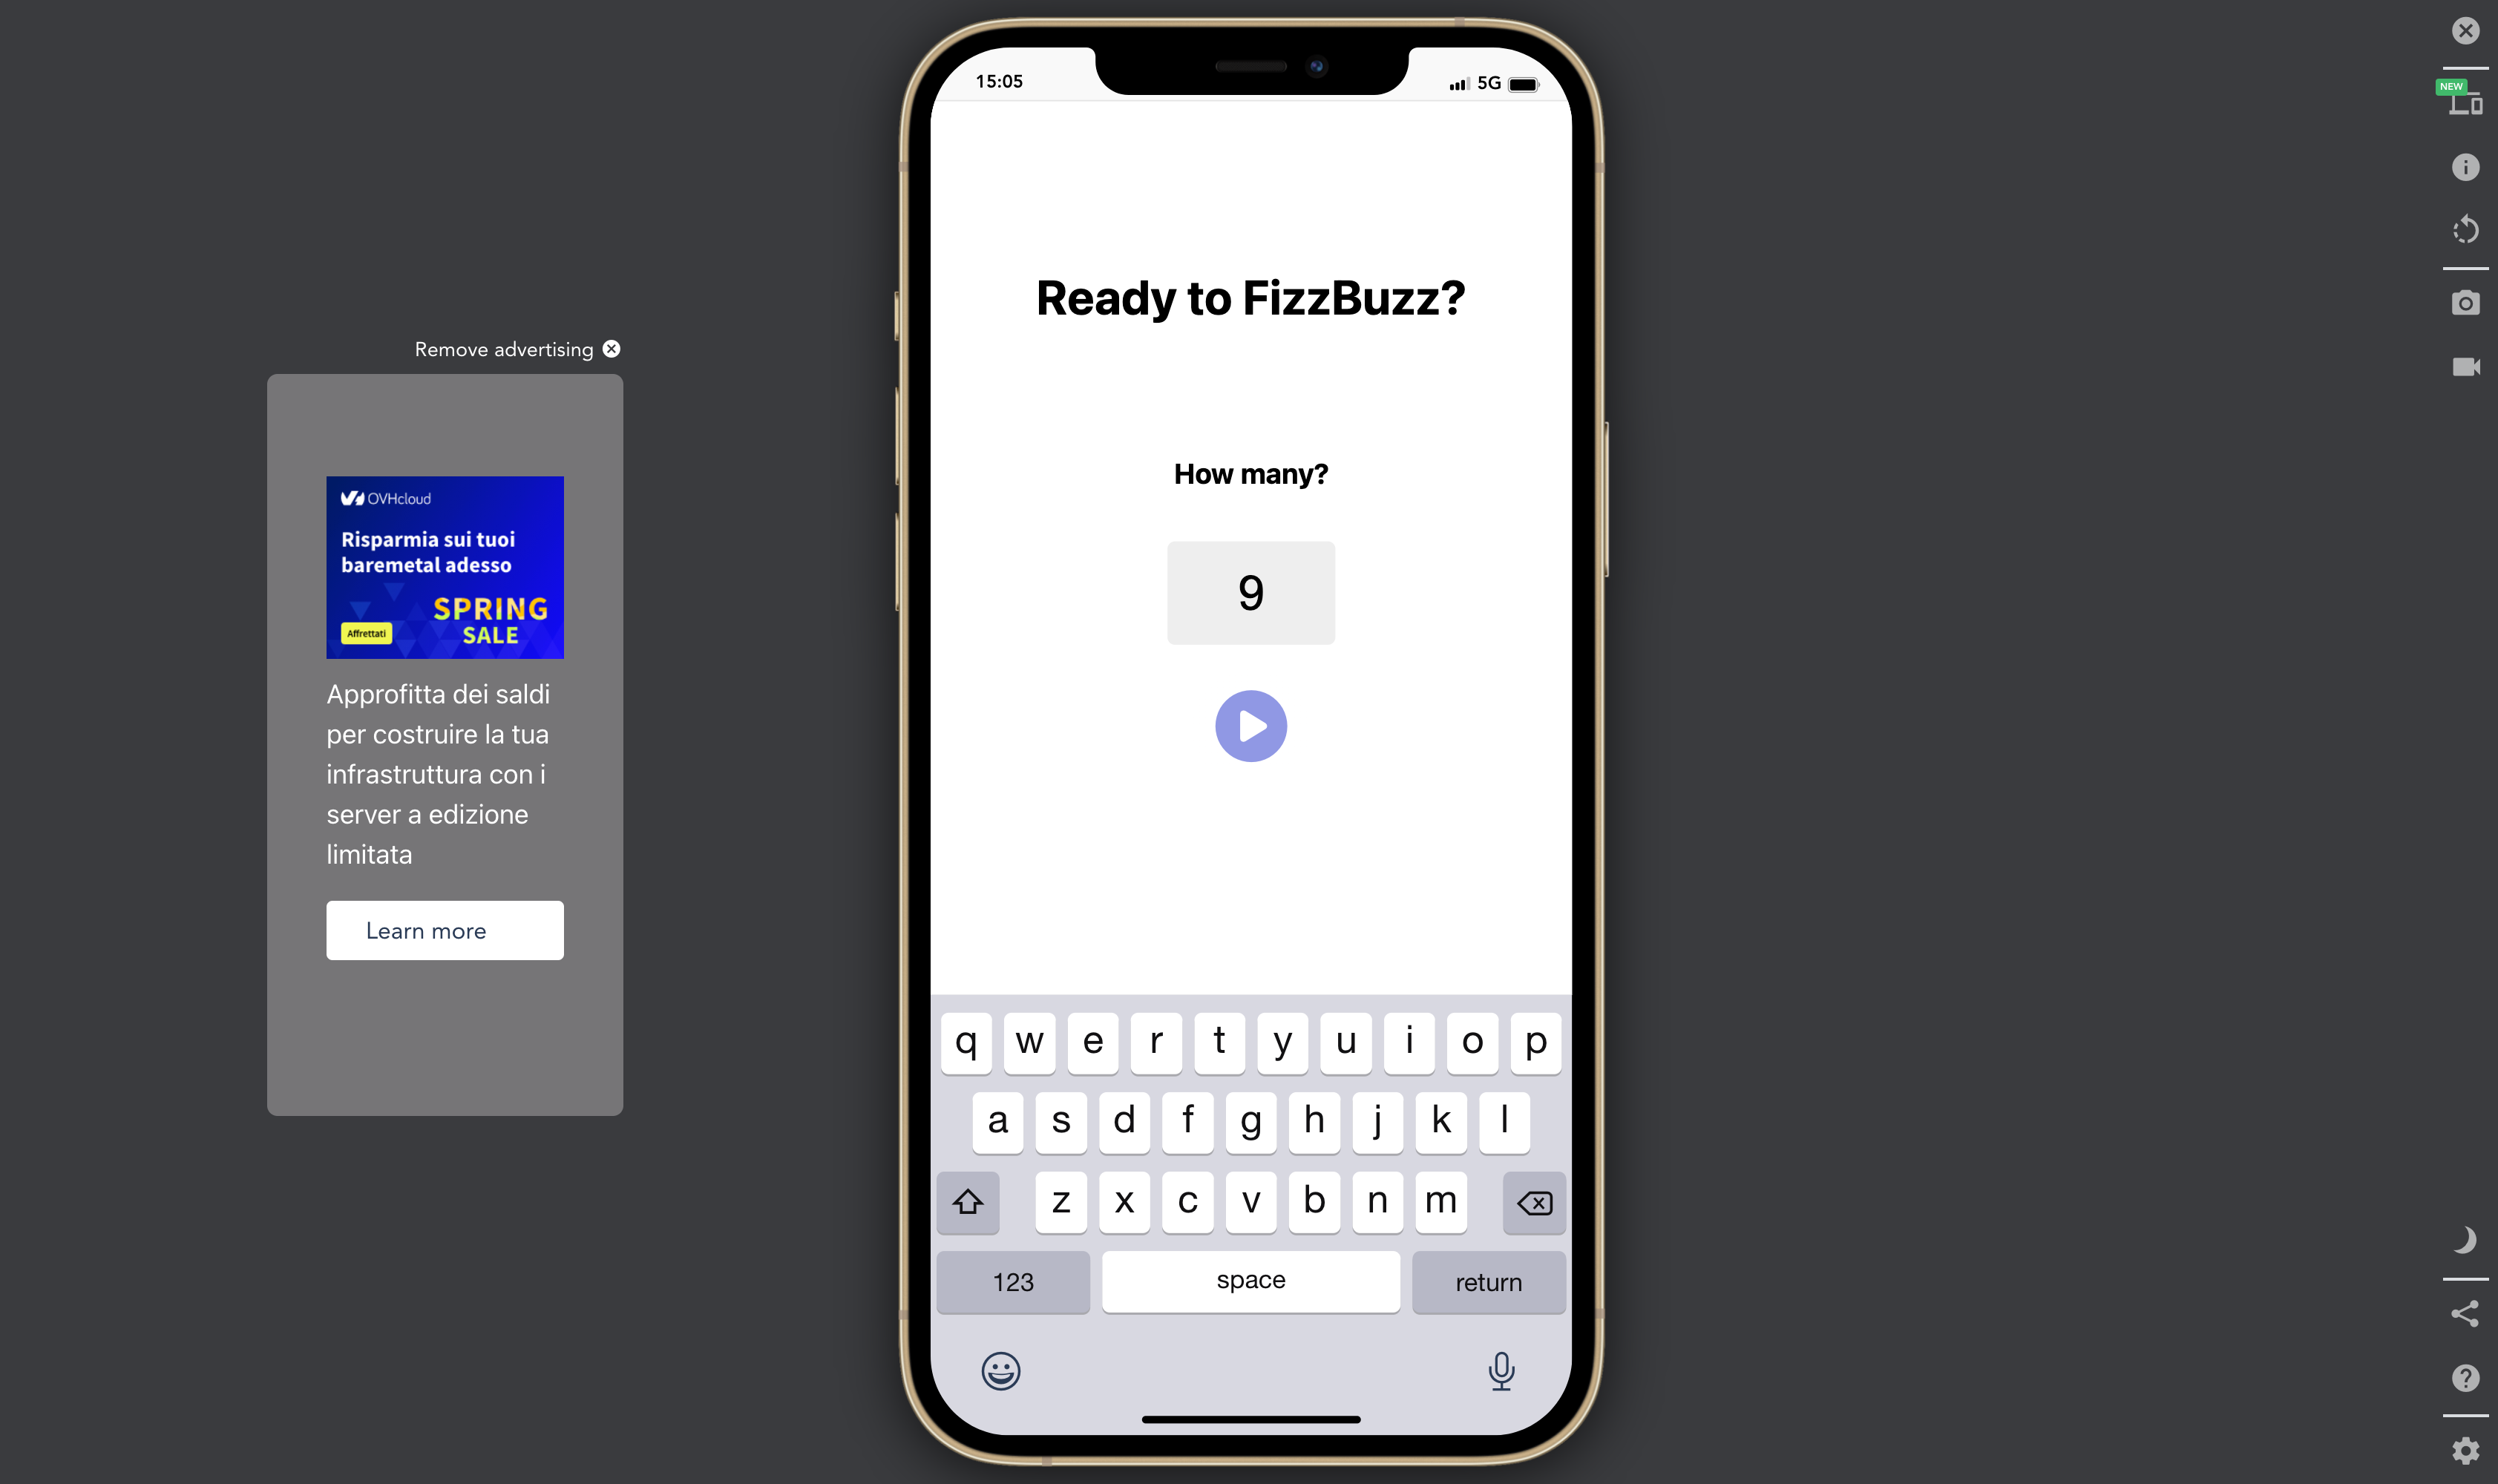 Remove advertising
OVHcloud
Risparmia sui tuoi
baremetal adesso
SPRING
SALE
Affrettati
Approfitta dei saldi
per costruire la tua
infrastruttura con i
server a edizione
limitata
Learn more
15:05
5G
Ready to FizzBuzz?
How many?
9
q w e r t y u i o p
a s d f g h j k l
z x c v b n m
123 space return
NEW